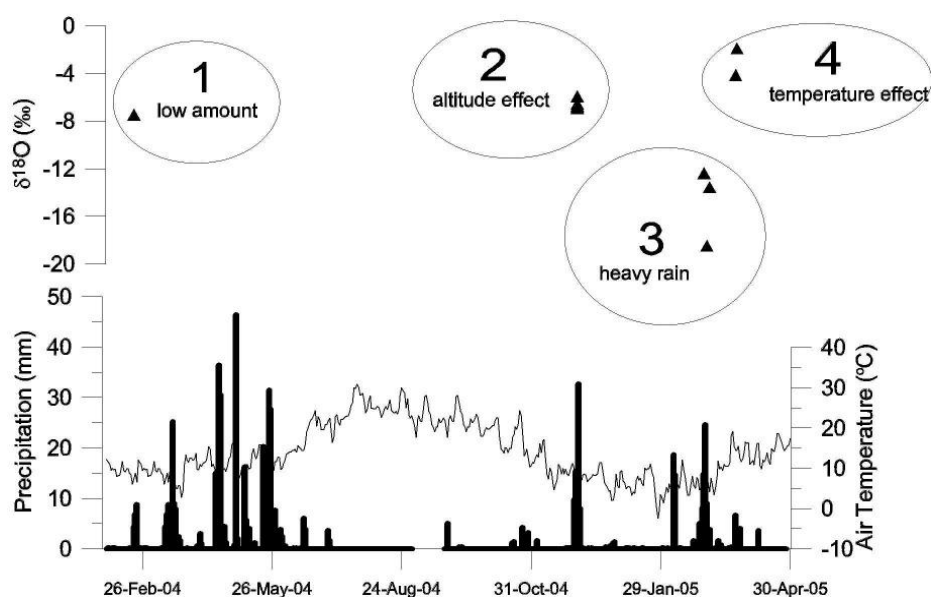 0
-4
-8
-12
-16
-20
δ¹⁸O (‰)
1
low amount
2
altitude effect
3
heavy rain
4
temperature effect
50
40
30
20
10
0
Precipitation (mm)
40
30
20
10
0
-10
Air Temperature (ºC)
26-Feb-04 26-May-04 24-Aug-04 31-Oct-04 29-Jan-05 30-Apr-05